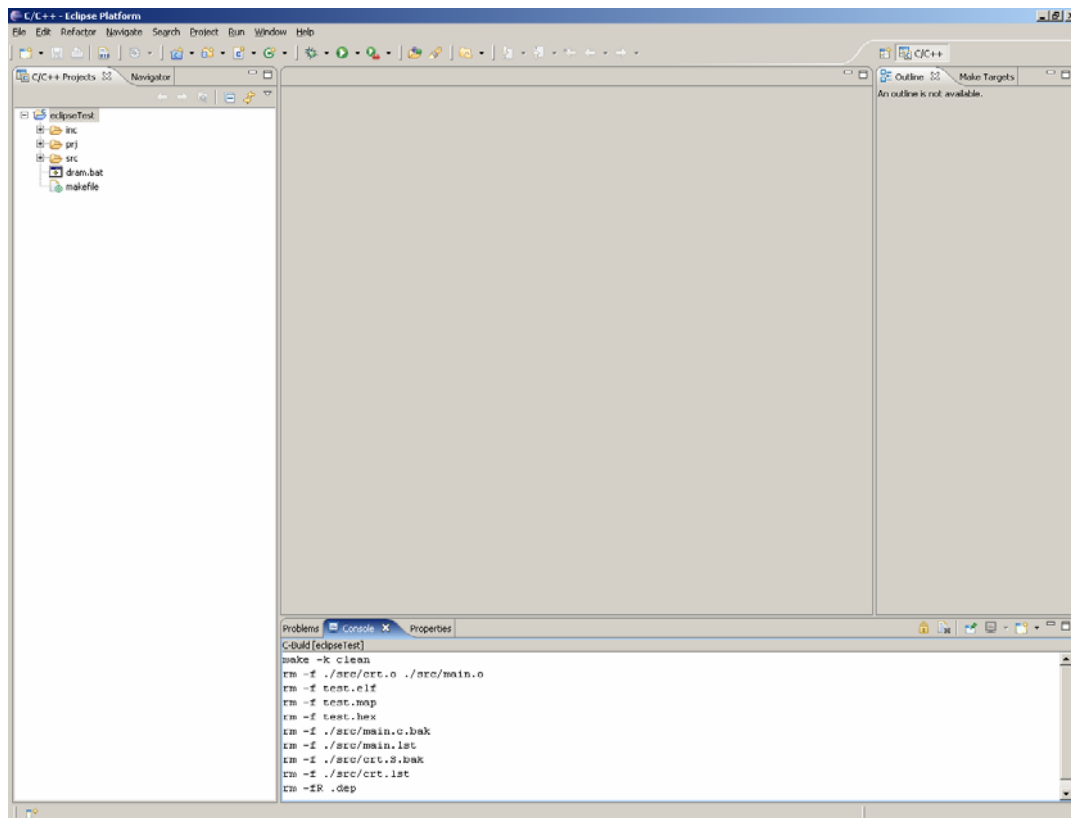 C/C++ - Eclipse Platform
File Edit Refactor Navigate Search Project Run Window Help
C/C++
C/C++ Projects Navigator
Outline Make Targets
An outline is not available.
eclipseTest
inc
prj
src
dram.bat
makefile
Problems Console Properties
C-Build [eclipseTest]
make -k clean
rm -f ./src/crt.o ./src/main.o
rm -f test.elf
rm -f test.map
rm -f test.hex
rm -f ./src/main.c.bak
rm -f ./src/main.lst
rm -f ./src/crt.S.bak
rm -f ./src/crt.lst
rm -fR .dep